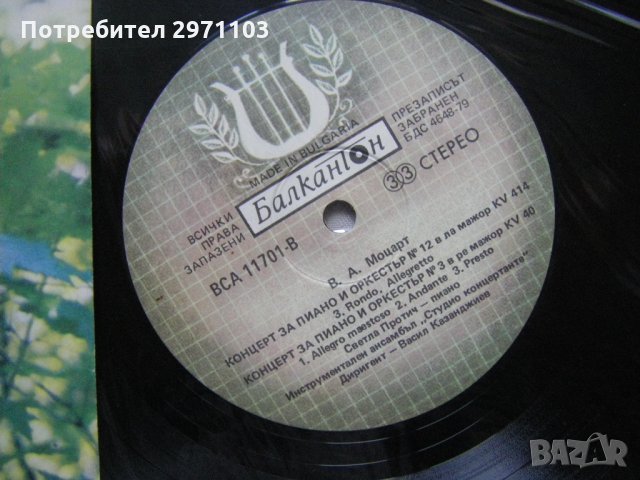 Потребител 2971103
MADE IN BULGARIA
Балкантон
ВСИЧКИ
ПРАВА
ЗАПАЗЕНИ
ПРЕЗАПИСЪТ
ЗАБРАНЕН
БДС 4648-79
ВСА 11701-В
33 СТЕРЕО
В. А. Моцарт
КОНЦЕРТ ЗА ПИАНО И ОРКЕСТЪР № 12 в ла мажор KV 414
3. Rondo, Allegretto
КОНЦЕРТ ЗА ПИАНО И ОРКЕСТЪР № 3 в ре мажор KV 40
1. Allegro maestoso 2. Andante 3. Presto
Светла Протич — пиано
Инструментален ансамбъл „Студио концертанте"
Диригент — Васил Казанджиев
BAZAR